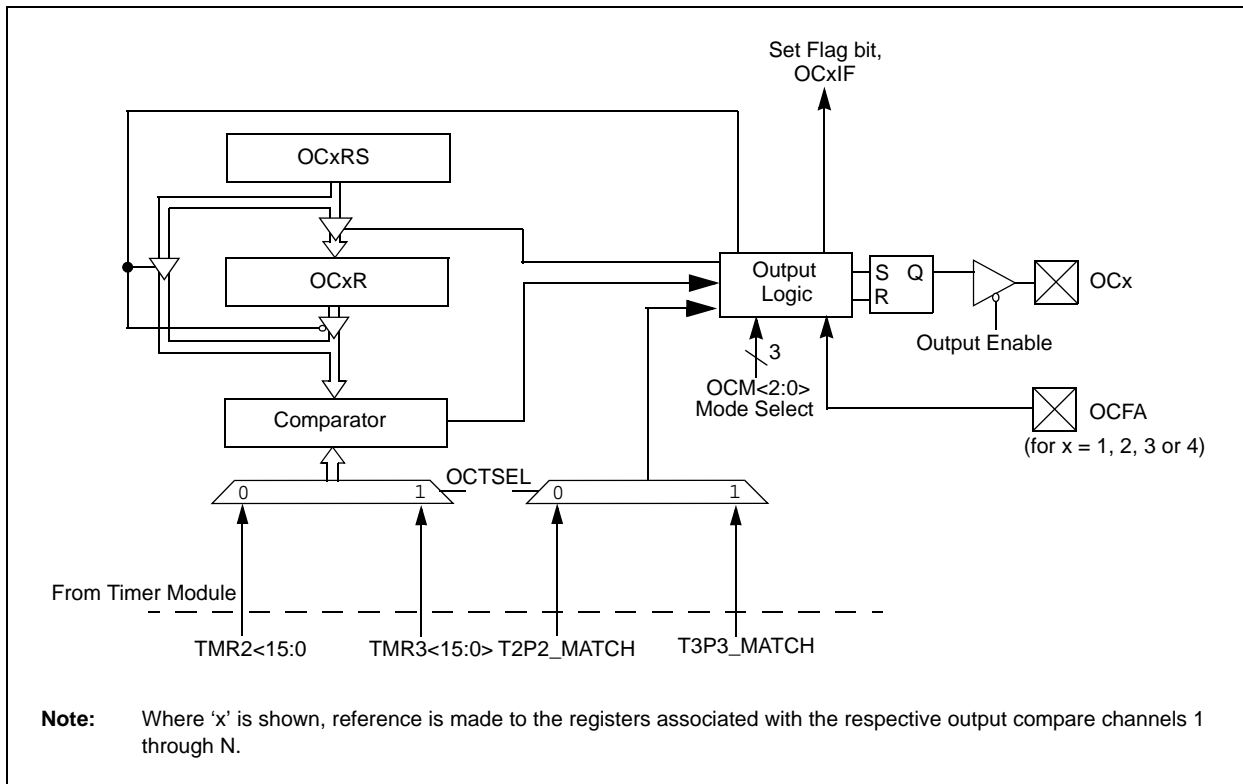 Set Flag bit,
OCxIF
OCxRS
OCxR
Output
Logic
S Q
R
OCx
Output Enable
3
OCM<2:0>
Mode Select
OCFA
(for x = 1, 2, 3 or 4)
Comparator
OCTSEL
0 1
0 1
From Timer Module
TMR2<15:0 TMR3<15:0> T2P2_MATCH T3P3_MATCH
Note: Where ‘x’ is shown, reference is made to the registers associated with the respective output compare channels 1
through N.